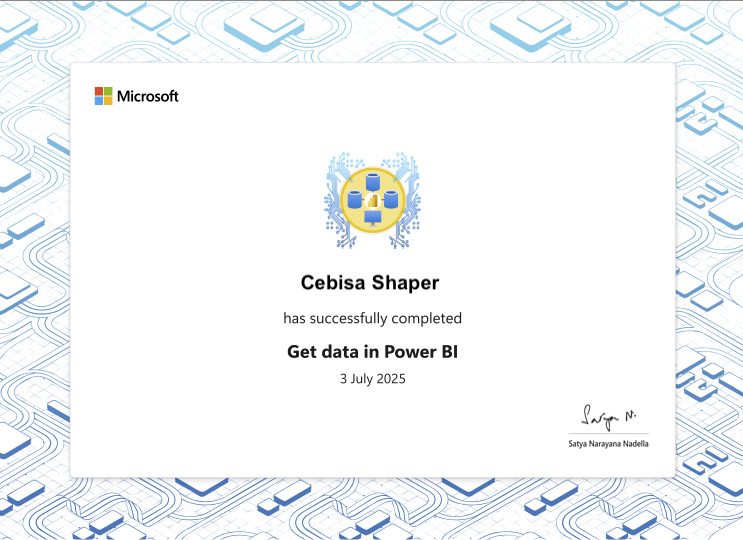 Microsoft
Cebisa Shaper
has successfully completed
Get data in Power BI
3 July 2025
Satya N.
Satya Narayana Nadella